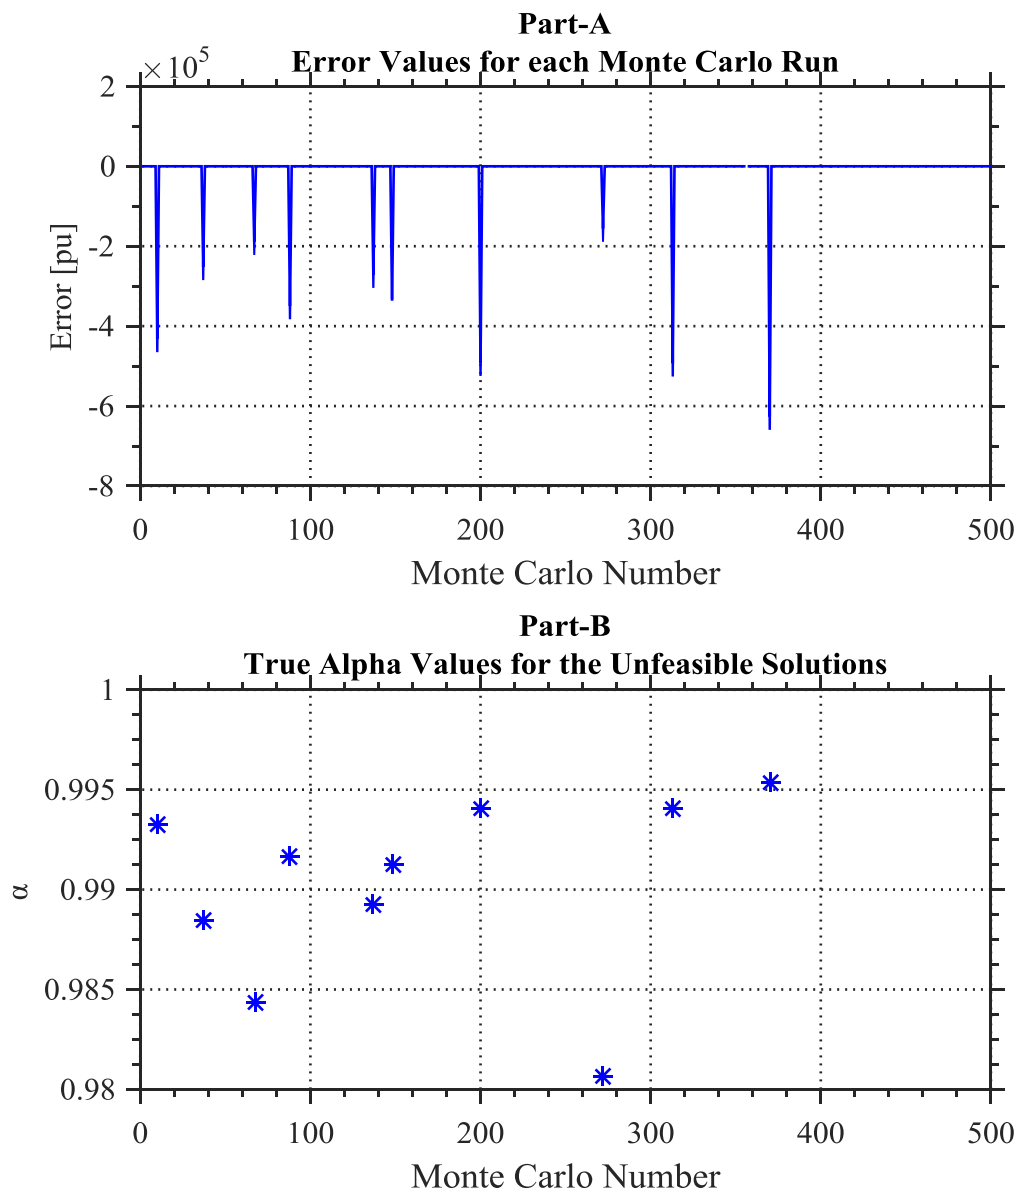 Part-A
Error Values for each Monte Carlo Run
×10^5
2
0
-2
-4
-6
-8
Error [pu]
0 100 200 300 400 500
Monte Carlo Number
Part-B
True Alpha Values for the Unfeasible Solutions
1
0.995
0.99
0.985
0.98
α
0 100 200 300 400 500
Monte Carlo Number